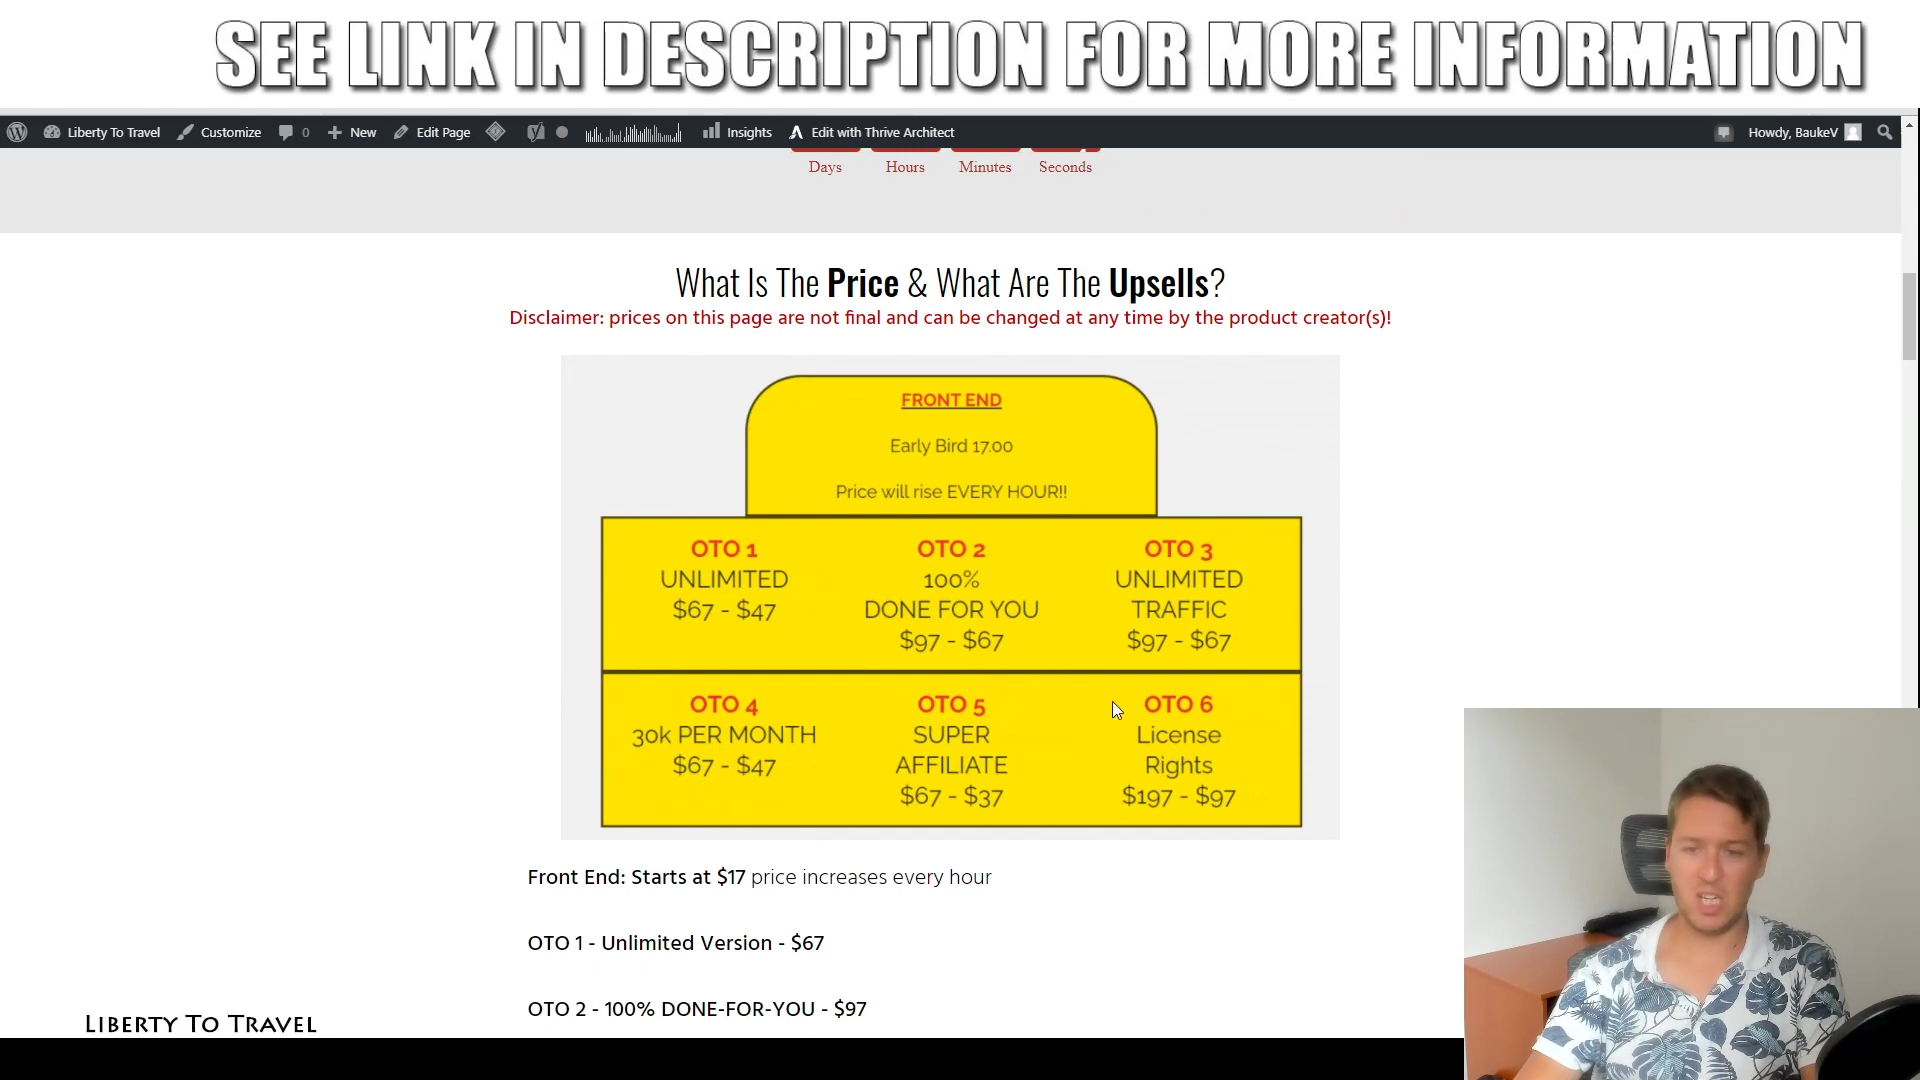 SEE LINK IN DESCRIPTION FOR MORE INFORMATION
Liberty To Travel Customize 0 New Edit Page Insights Edit with Thrive Architect Howdy, BaukeV
Days Hours Minutes Seconds
What Is The Price & What Are The Upsells?
Disclaimer: prices on this page are not final and can be changed at any time by the product creator(s)!
FRONT END
Early Bird 17.00
Price will rise EVERY HOUR!!
OTO 1
UNLIMITED
$67 - $47
OTO 2
100%
DONE FOR YOU
$97 - $67
OTO 3
UNLIMITED
TRAFFIC
$97 - $67
OTO 4
30k PER MONTH
$67 - $47
OTO 5
SUPER
AFFILIATE
$67 - $37
OTO 6
License
Rights
$197 - $97
Front End: Starts at $17 price increases every hour
OTO 1 - Unlimited Version - $67
OTO 2 - 100% DONE-FOR-YOU - $97
LIBERTY TO TRAVEL